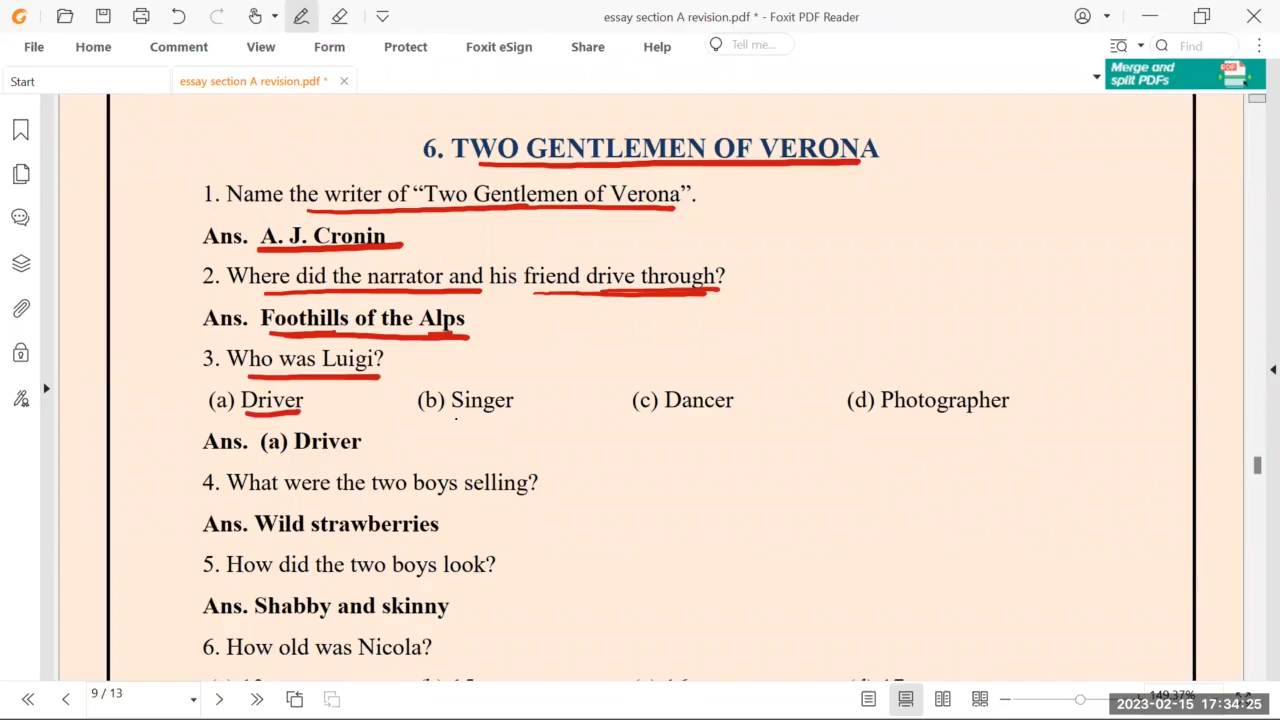 essay section A revision.pdf * - Foxit PDF Reader
File Home Comment View Form Protect Foxit eSign Share Help Tell me... Find
Start essay section A revision.pdf *
Merge and
split PDFs
6. TWO GENTLEMEN OF VERONA
1. Name the writer of “Two Gentlemen of Verona”.
Ans. A. J. Cronin
2. Where did the narrator and his friend drive through?
Ans. Foothills of the Alps
3. Who was Luigi?
(a) Driver (b) Singer (c) Dancer (d) Photographer
Ans. (a) Driver
4. What were the two boys selling?
Ans. Wild strawberries
5. How did the two boys look?
Ans. Shabby and skinny
6. How old was Nicola?
9 / 13
149.37%
2023-02-15 17:34:25